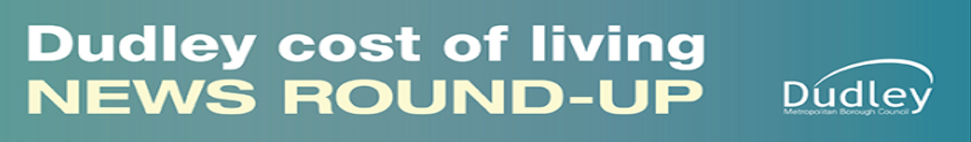 Dudley cost of living
NEWS ROUND-UP
Dudley
Metropolitan Borough Council